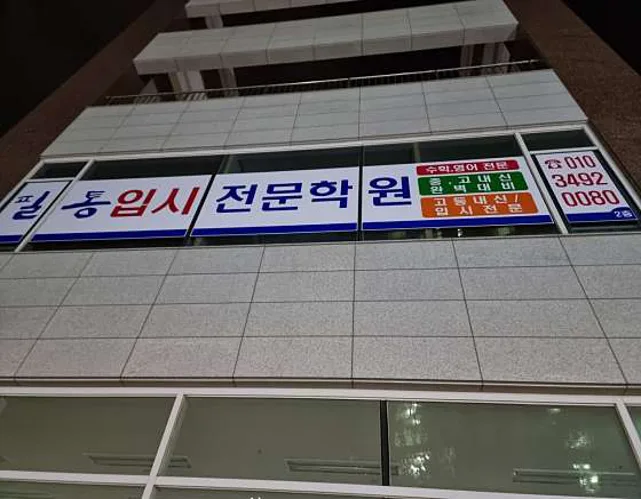 필통입시 전문학원
수학.영어 전문
중.고내신
완벽대비
고등내신/
입시전문
☎010
3492
0080
2층